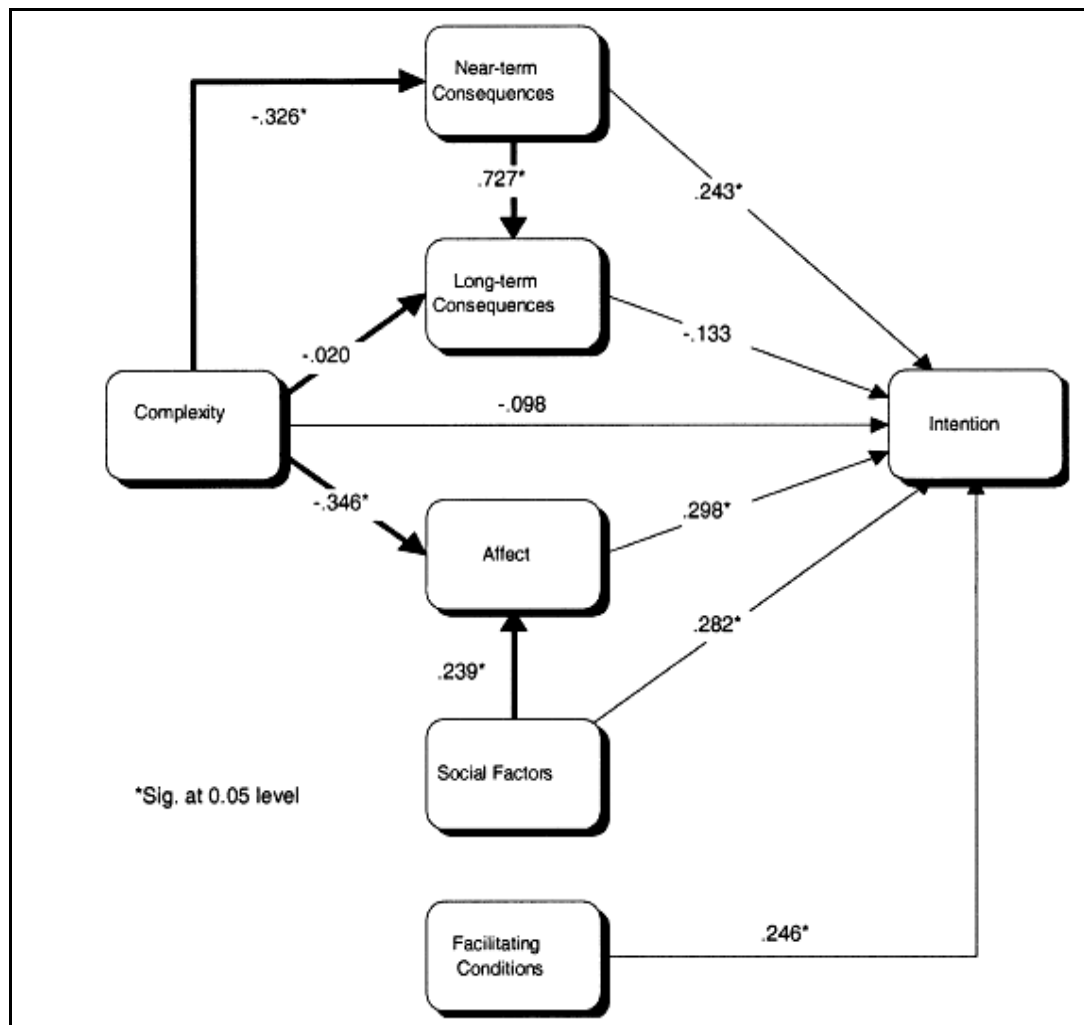 Near-term
Consequences
-.326*
.727*
.243*
Long-term
Consequences
-.020
-.133
Complexity
-.098
Intention
-.346*
.298*
Affect
.282*
.239*
Social Factors
*Sig. at 0.05 level
Facilitating
Conditions
.246*